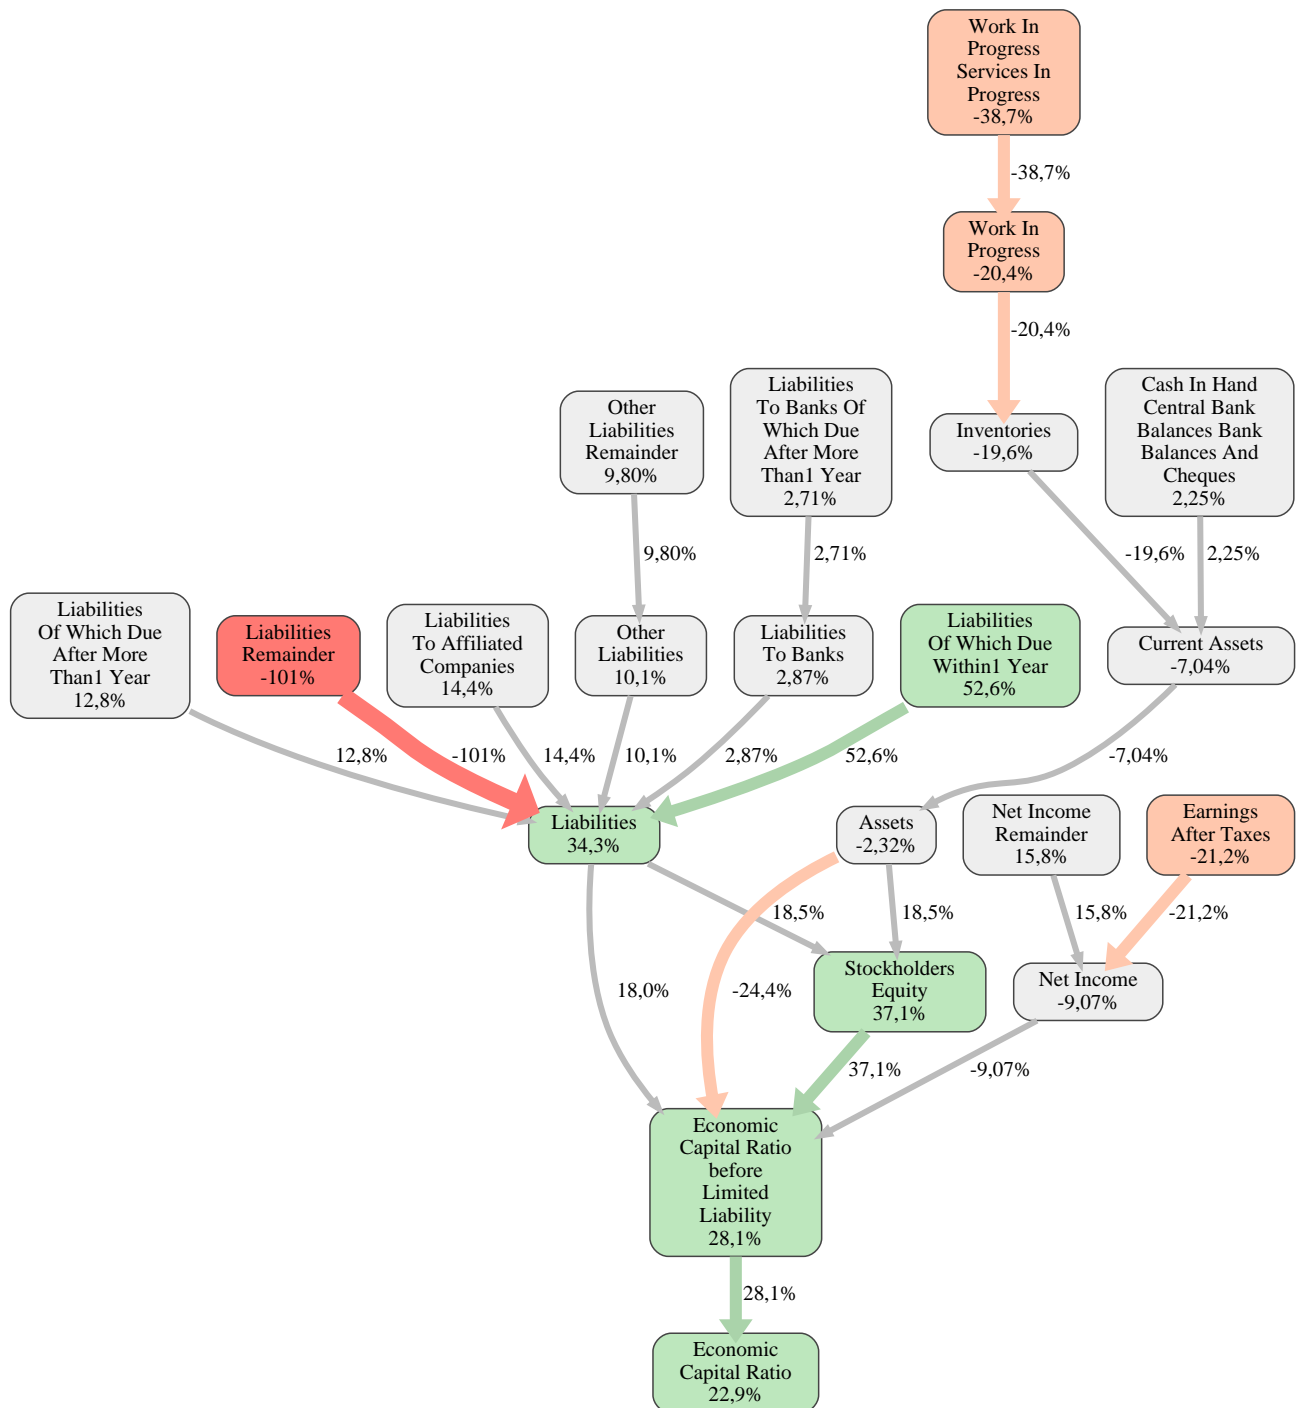 Work In
Progress
Services In
Progress
-38,7%
-38,7%
Work In
Progress
-20,4%
-20,4%
Other
Liabilities
Remainder
9,80%
Liabilities
To Banks Of
Which Due
After More
Than1 Year
2,71%
Inventories
-19,6%
Cash In Hand
Central Bank
Balances Bank
Balances And
Cheques
2,25%
9,80%
2,71%
-19,6%
2,25%
Liabilities
Of Which Due
After More
Than1 Year
12,8%
Liabilities
Remainder
-101%
Liabilities
To Affiliated
Companies
14,4%
Other
Liabilities
10,1%
Liabilities
To Banks
2,87%
Liabilities
Of Which Due
Within1 Year
52,6%
Current Assets
-7,04%
12,8%
-101%
14,4%
10,1%
2,87%
52,6%
-7,04%
Liabilities
34,3%
Assets
-2,32%
Net Income
Remainder
15,8%
Earnings
After Taxes
-21,2%
18,5%
18,5%
15,8%
-21,2%
18,0%
-24,4%
Stockholders
Equity
37,1%
Net Income
-9,07%
37,1%
-9,07%
Economic
Capital Ratio
before
Limited
Liability
28,1%
28,1%
Economic
Capital Ratio
22,9%